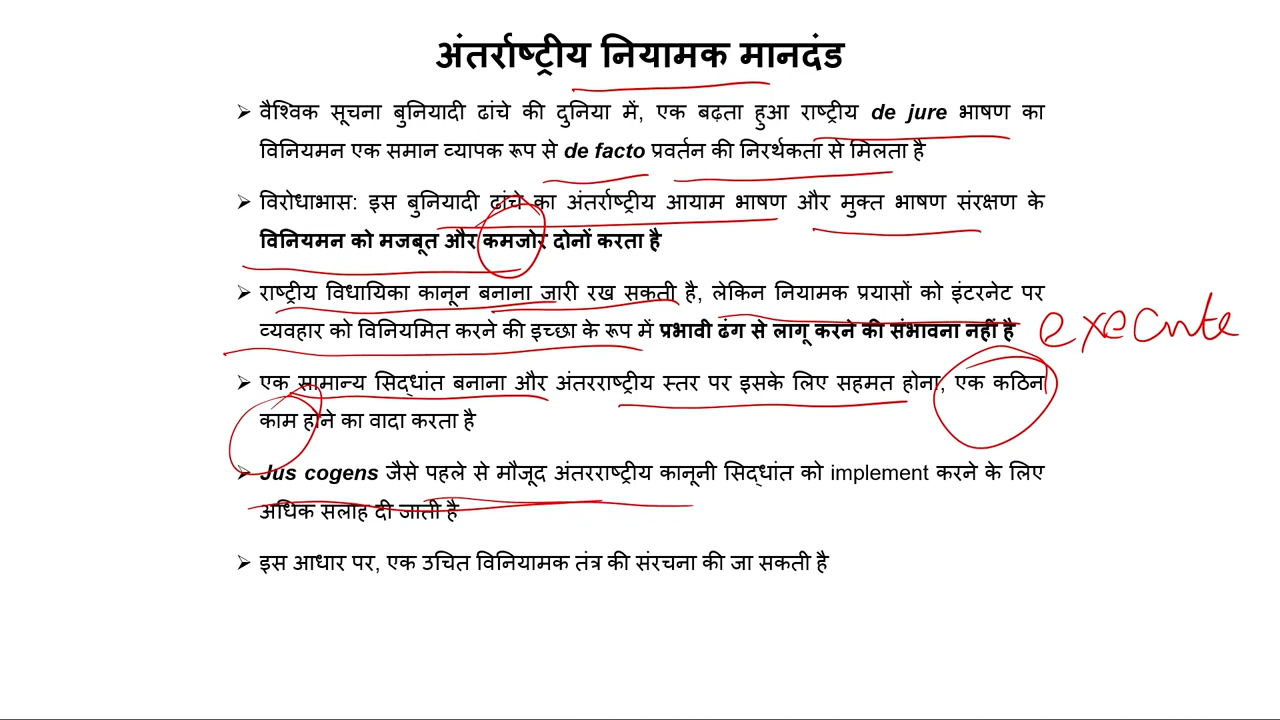 अंतर्राष्ट्रीय नियामक मानदंड
➢ वैश्विक सूचना बुनियादी ढांचे की दुनिया में, एक बढ़ता हुआ राष्ट्रीय de jure भाषण का
विनियमन एक समान व्यापक रूप से de facto प्रवर्तन की निरर्थकता से मिलता है
➢ विरोधाभास: इस बुनियादी ढांचे का अंतर्राष्ट्रीय आयाम भाषण और मुक्त भाषण संरक्षण के
विनियमन को मजबूत और कमजोर दोनों करता है
➢ राष्ट्रीय विधायिका कानून बनाना जारी रख सकती है, लेकिन नियामक प्रयासों को इंटरनेट पर
व्यवहार को विनियमित करने की इच्छा के रूप में प्रभावी ढंग से लागू करने की संभावना नहीं है execute
➢ एक सामान्य सिद्धांत बनाना और अंतरराष्ट्रीय स्तर पर इसके लिए सहमत होना, एक कठिन
काम होने का वादा करता है
➢ Jus cogens जैसे पहले से मौजूद अंतरराष्ट्रीय कानूनी सिद्धांत को implement करने के लिए
अधिक सलाह दी जाती है
➢ इस आधार पर, एक उचित विनियामक तंत्र की संरचना की जा सकती है